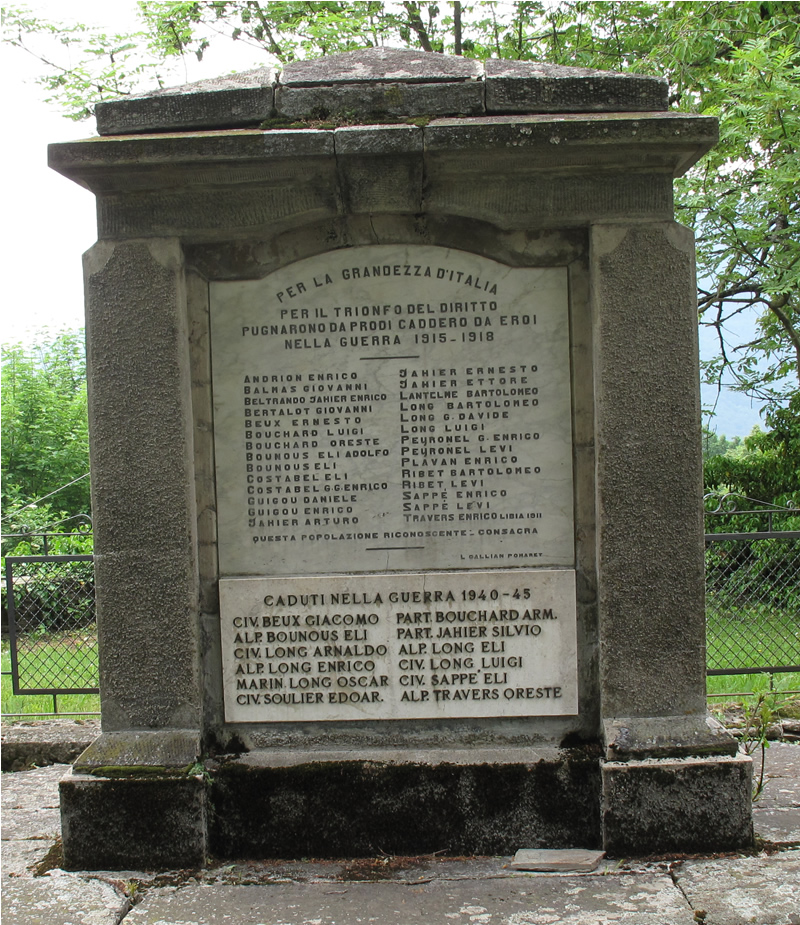 PER LA GRANDEZZA D'ITALIA
PER IL TRIONFO DEL DIRITTO
PUGNARONO DA PRODI CADDERO DA EROI
NELLA GUERRA 1915-1918
ANDRION ENRICO
BALMAS GIOVANNI
BELTRANDO JAHIER ENRICO
BERTALOT GIOVANNI
BEUX ERNESTO
BOUCHARD LUIGI
BOUCHARD ORESTE
BOUNOUS ELI ADOLFO
BOUNOUS ELI
COSTABEL ELI
COSTABEL G.G. ENRICO
GUIGOU DANIELE
GUIGOU ENRICO
JAHIER ARTURO
JAHIER ERNESTO
JAHIER ETTORE
LANTELME BARTOLOMEO
LONG BARTOLOMEO
LONG G. DAVIDE
LONG LUIGI
PEYRONEL G. ENRICO
PEYRONEL LEVI
PLAVAN ENRICO
RIBET BARTOLOMEO
RIBET LEVI
SAPPÈ ENRICO
SAPPÈ LEVI
TRAVERS ENRICO LIBIA 1911
QUESTA POPOLAZIONE RICONOSCENTE - CONSACRA
L. GALLIAN POMARET
CADUTI NELLA GUERRA 1940-45
CIV. BEUX GIACOMO
ALP. BOUNOUS ELI
CIV. LONG ARNALDO
ALP. LONG ENRICO
MARIN. LONG OSCAR
CIV. SOULIER EDOAR.
PART. BOUCHARD ARM.
PART. JAHIER SILVIO
ALP. LONG ELI
CIV. LONG LUIGI
CIV. SAPPE' ELI
ALP. TRAVERS ORESTE